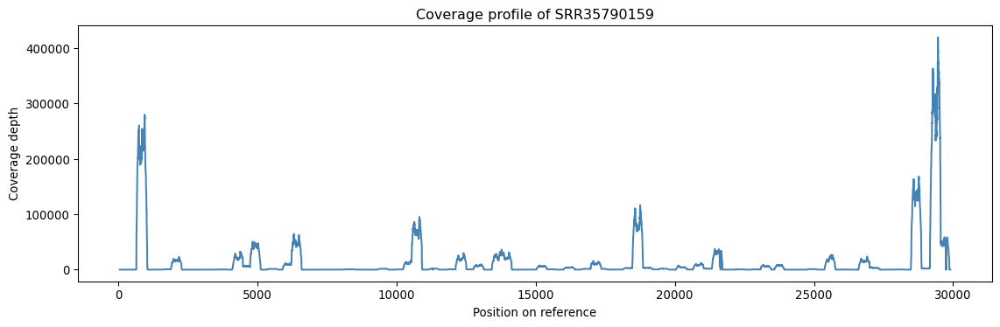 Coverage profile of SRR35790159
Coverage depth
400000
300000
200000
100000
0
0 5000 10000 15000 20000 25000 30000
Position on reference